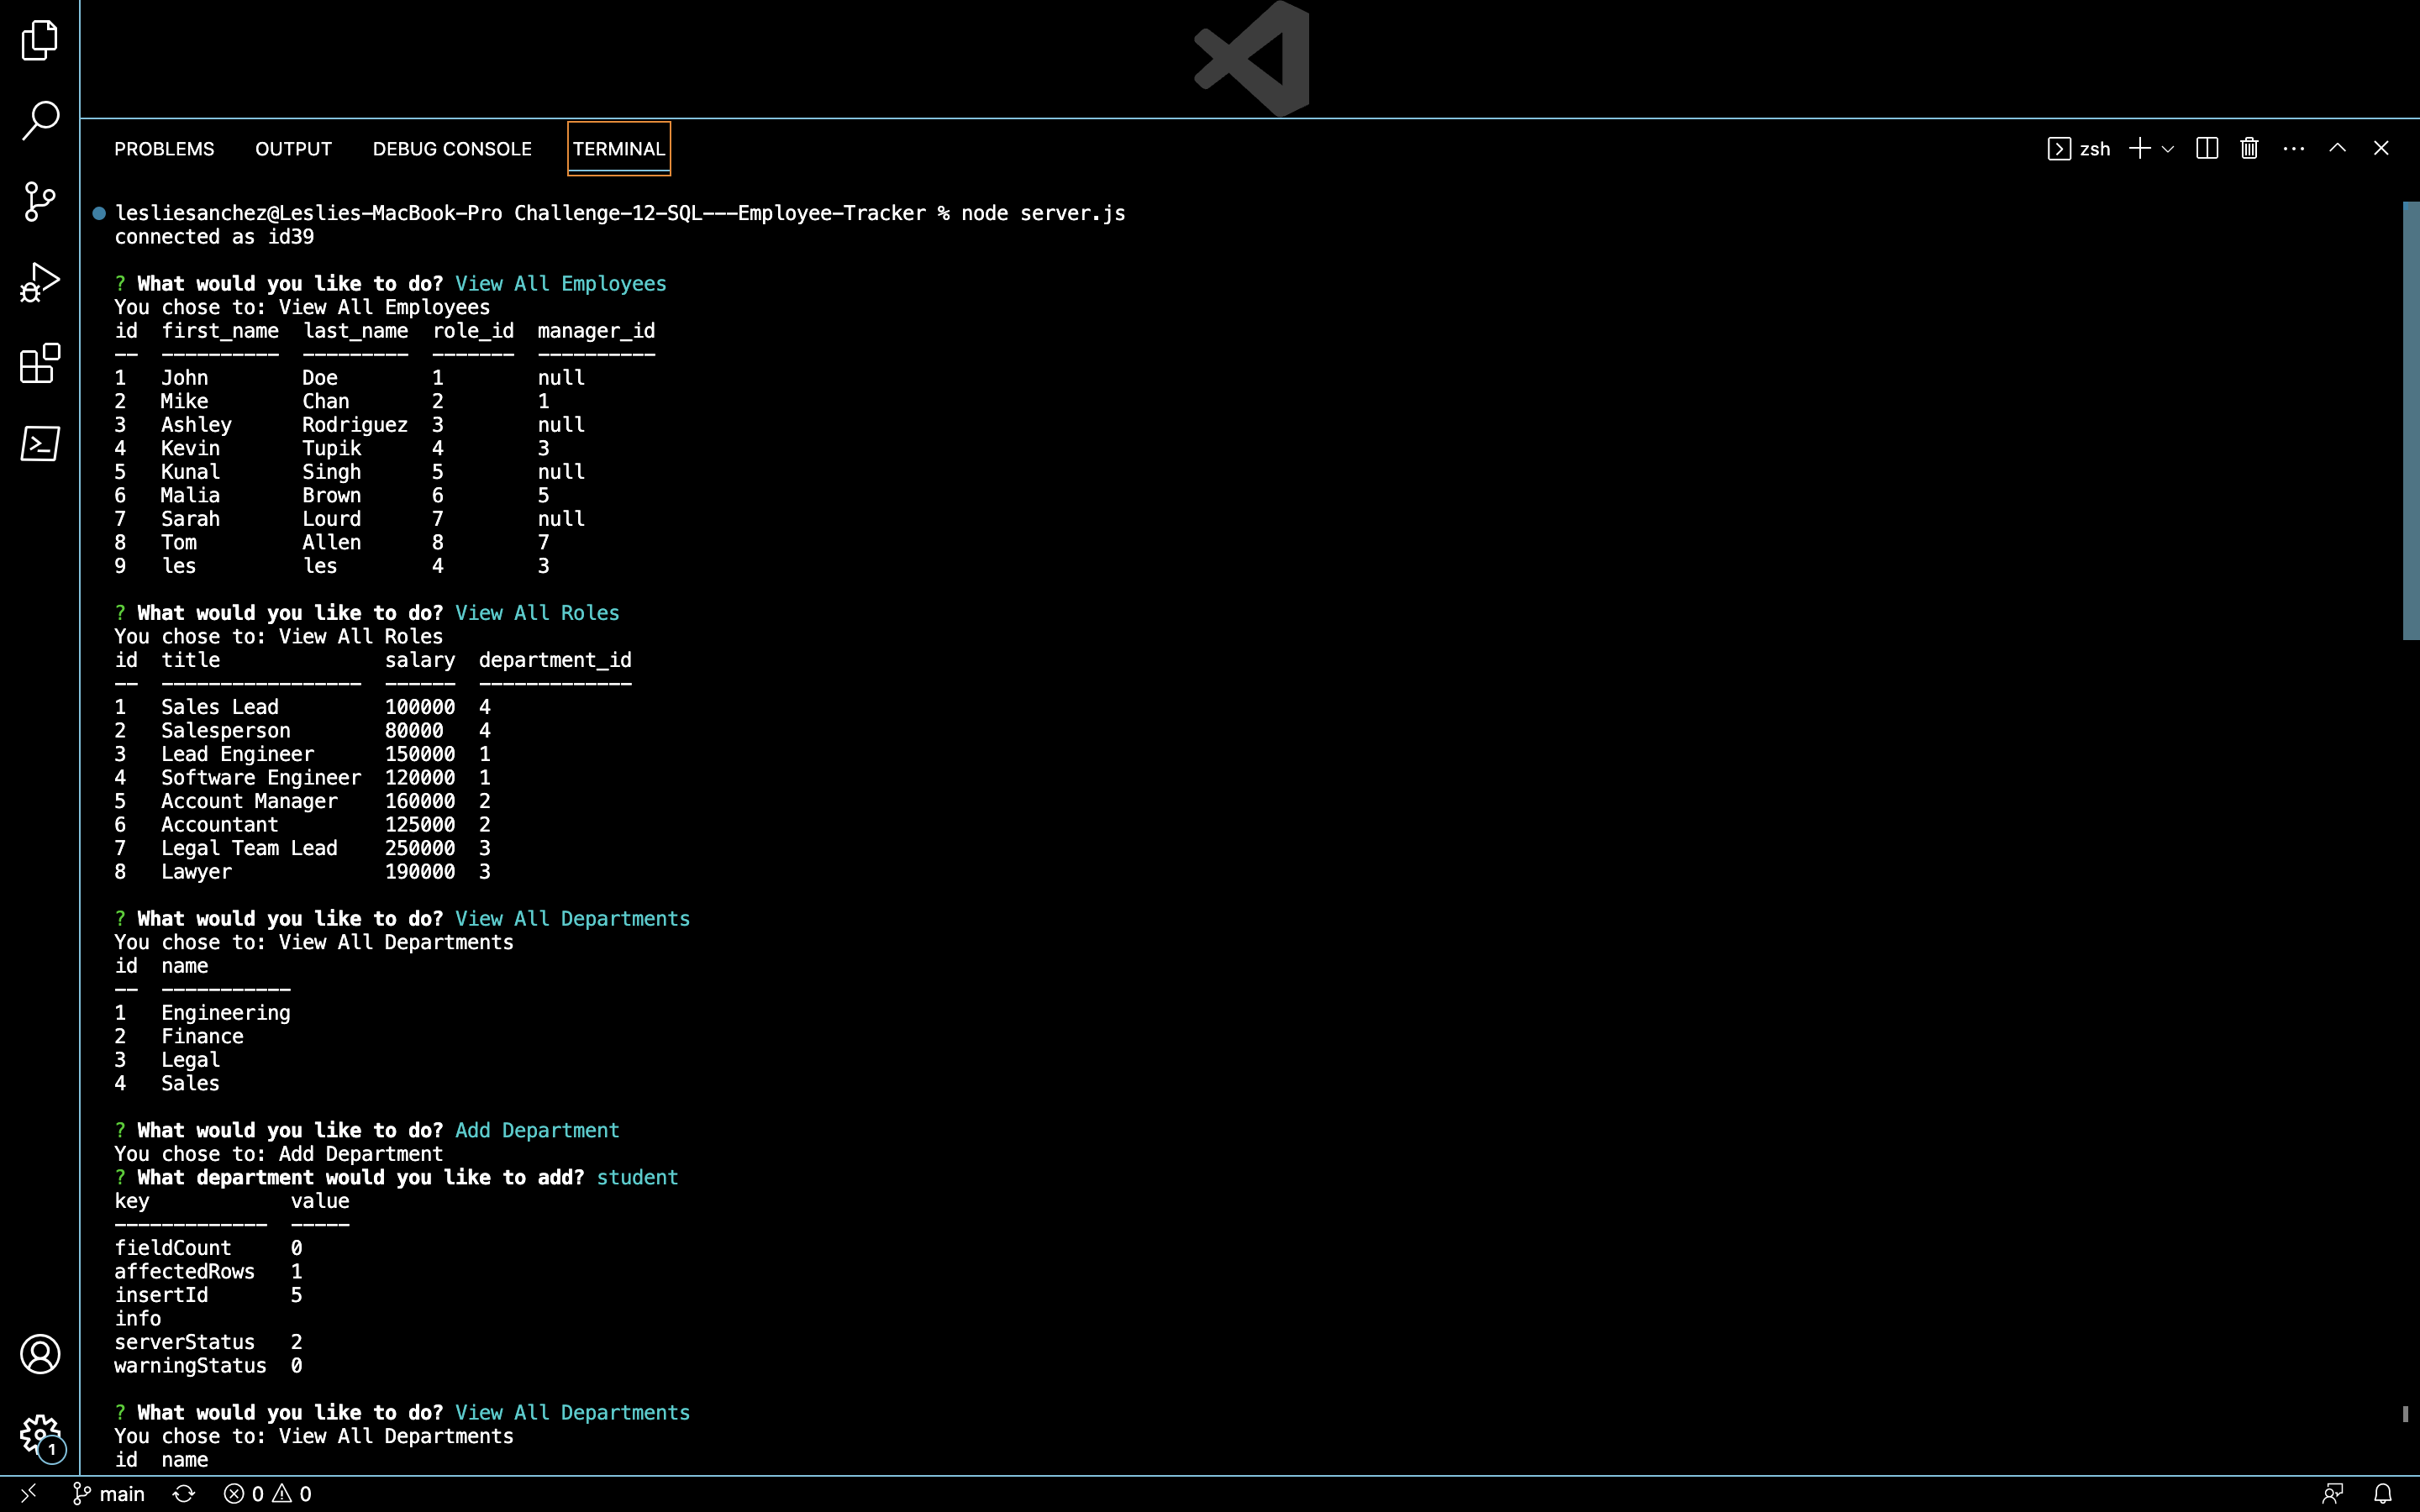 PROBLEMS OUTPUT DEBUG CONSOLE TERMINAL zsh
lesliesanchez@Leslies-MacBook-Pro Challenge-12-SQL---Employee-Tracker % node server.js
connected as id39
? What would you like to do? View All Employees
You chose to: View All Employees
id first_name last_name role_id manager_id
-- ---------- --------- ------- ----------
1 John Doe 1 null
2 Mike Chan 2 1
3 Ashley Rodriguez 3 null
4 Kevin Tupik 4 3
5 Kunal Singh 5 null
6 Malia Brown 6 5
7 Sarah Lourd 7 null
8 Tom Allen 8 7
9 les les 4 3
? What would you like to do? View All Roles
You chose to: View All Roles
id title salary department_id
-- ----------------- ------ -------------
1 Sales Lead 100000 4
2 Salesperson 80000 4
3 Lead Engineer 150000 1
4 Software Engineer 120000 1
5 Account Manager 160000 2
6 Accountant 125000 2
7 Legal Team Lead 250000 3
8 Lawyer 190000 3
? What would you like to do? View All Departments
You chose to: View All Departments
id name
-- -----------
1 Engineering
2 Finance
3 Legal
4 Sales
? What would you like to do? Add Department
You chose to: Add Department
? What department would you like to add? student
key value
------------- -----
fieldCount 0
affectedRows 1
insertId 5
info
serverStatus 2
warningStatus 0
? What would you like to do? View All Departments
You chose to: View All Departments
id name
1
main 0 0